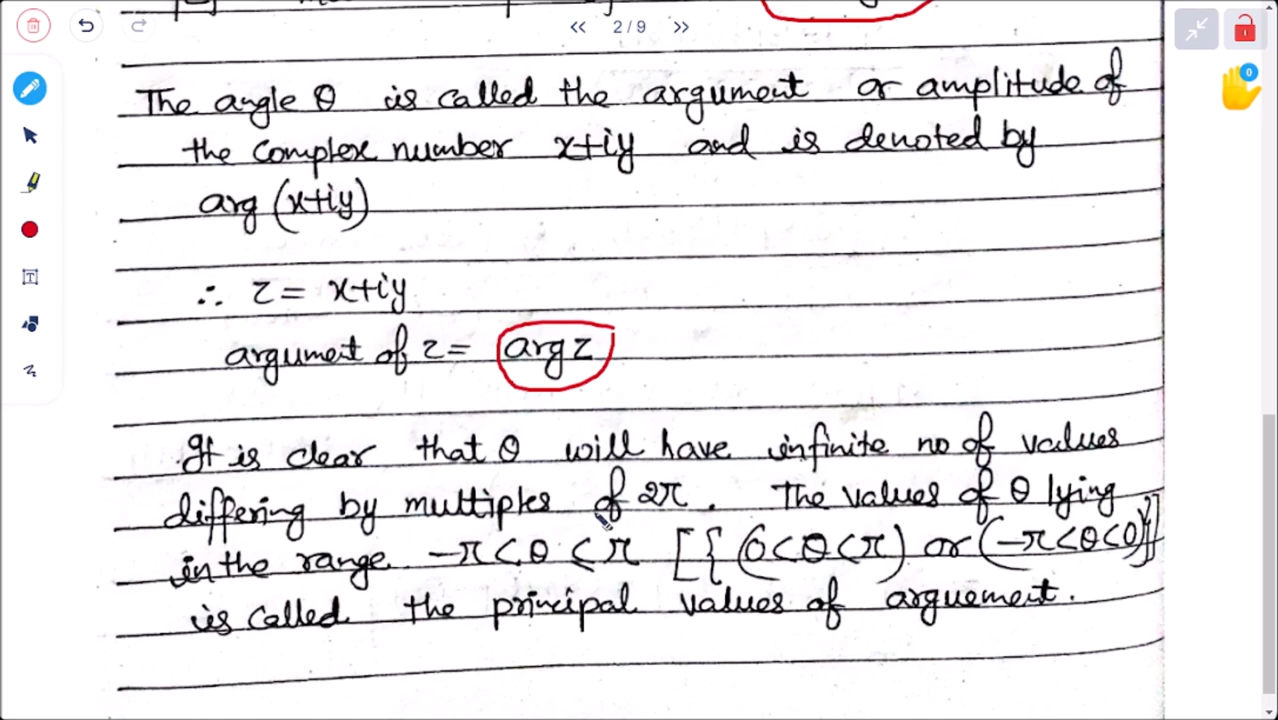 << 2/9 >>
0
The angle θ is called the argument or amplitude of
the complex number x+iy and is denoted by
arg (x+iy)
∴ z = x+iy
argument of z = arg z
It is clear that θ will have infinite no of values
differing by multiples of 2π. The values of θ lying
in the range -π<θ<π [{(0<θ<π) or (-π<θ<0)}]
is called the principal values of arguement.